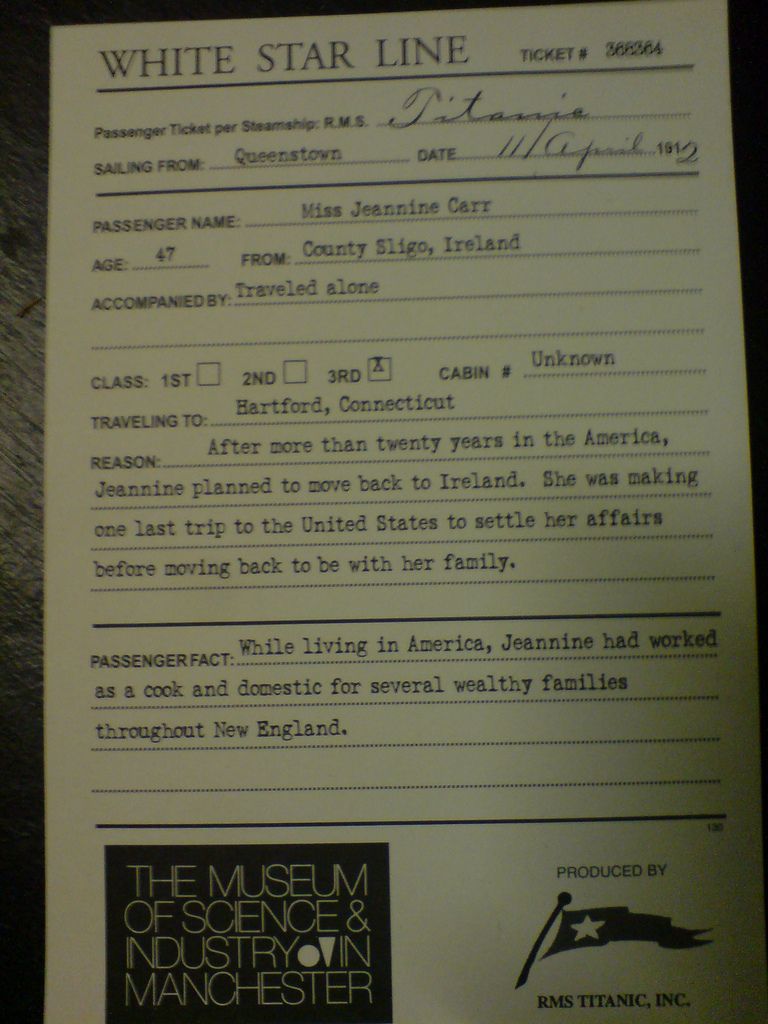 WHITE STAR LINE TICKET # 368364
Passenger Ticket per Steamship: R.M.S. Titanic
SAILING FROM: Queenstown DATE 11/April 1912
PASSENGER NAME: Miss Jeannine Carr
AGE: 47 FROM: County Sligo, Ireland
ACCOMPANIED BY: Traveled alone
CLASS: 1ST 2ND 3RD X CABIN # Unknown
TRAVELING TO: Hartford, Connecticut
REASON: After more than twenty years in the America,
Jeannine planned to move back to Ireland. She was making
one last trip to the United States to settle her affairs
before moving back to be with her family.
PASSENGER FACT: While living in America, Jeannine had worked
as a cook and domestic for several wealthy families
throughout New England.
THE MUSEUM
OF SCIENCE &
INDUSTRY IN
MANCHESTER
PRODUCED BY
RMS TITANIC, INC.